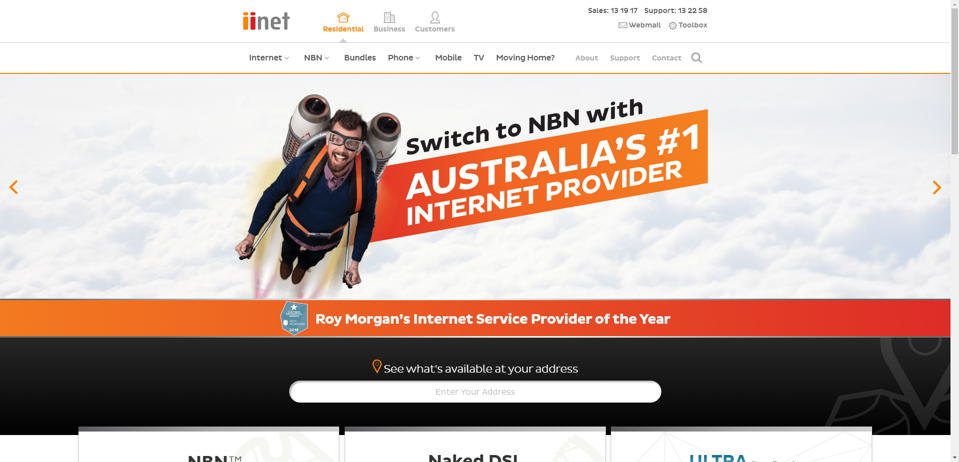 iinet
Residential
Business
Customers
Sales: 13 19 17 Support: 13 22 58
Webmail
Toolbox
Internet
NBN
Bundles
Phone
Mobile
TV
Moving Home?
About
Support
Contact
Switch to NBN with
AUSTRALIA'S #1
INTERNET PROVIDER
Roy Morgan's Internet Service Provider of the Year
See what's available at your address
Enter Your Address
NBN™
Naked DSL
ULTRA